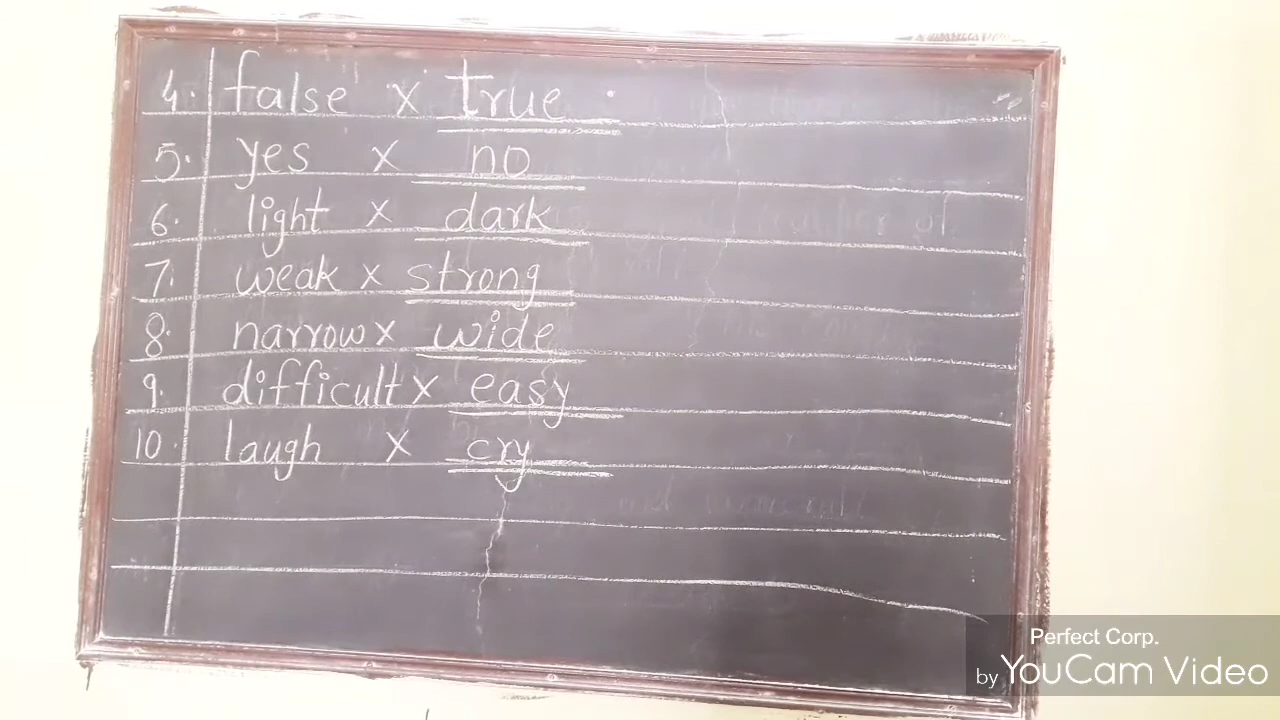 4. false x true
5. yes x no
6. light x dark
7. weak x strong
8. narrow x wide
9. difficult x easy
10. laugh x cry
Perfect Corp.
by YouCam Video